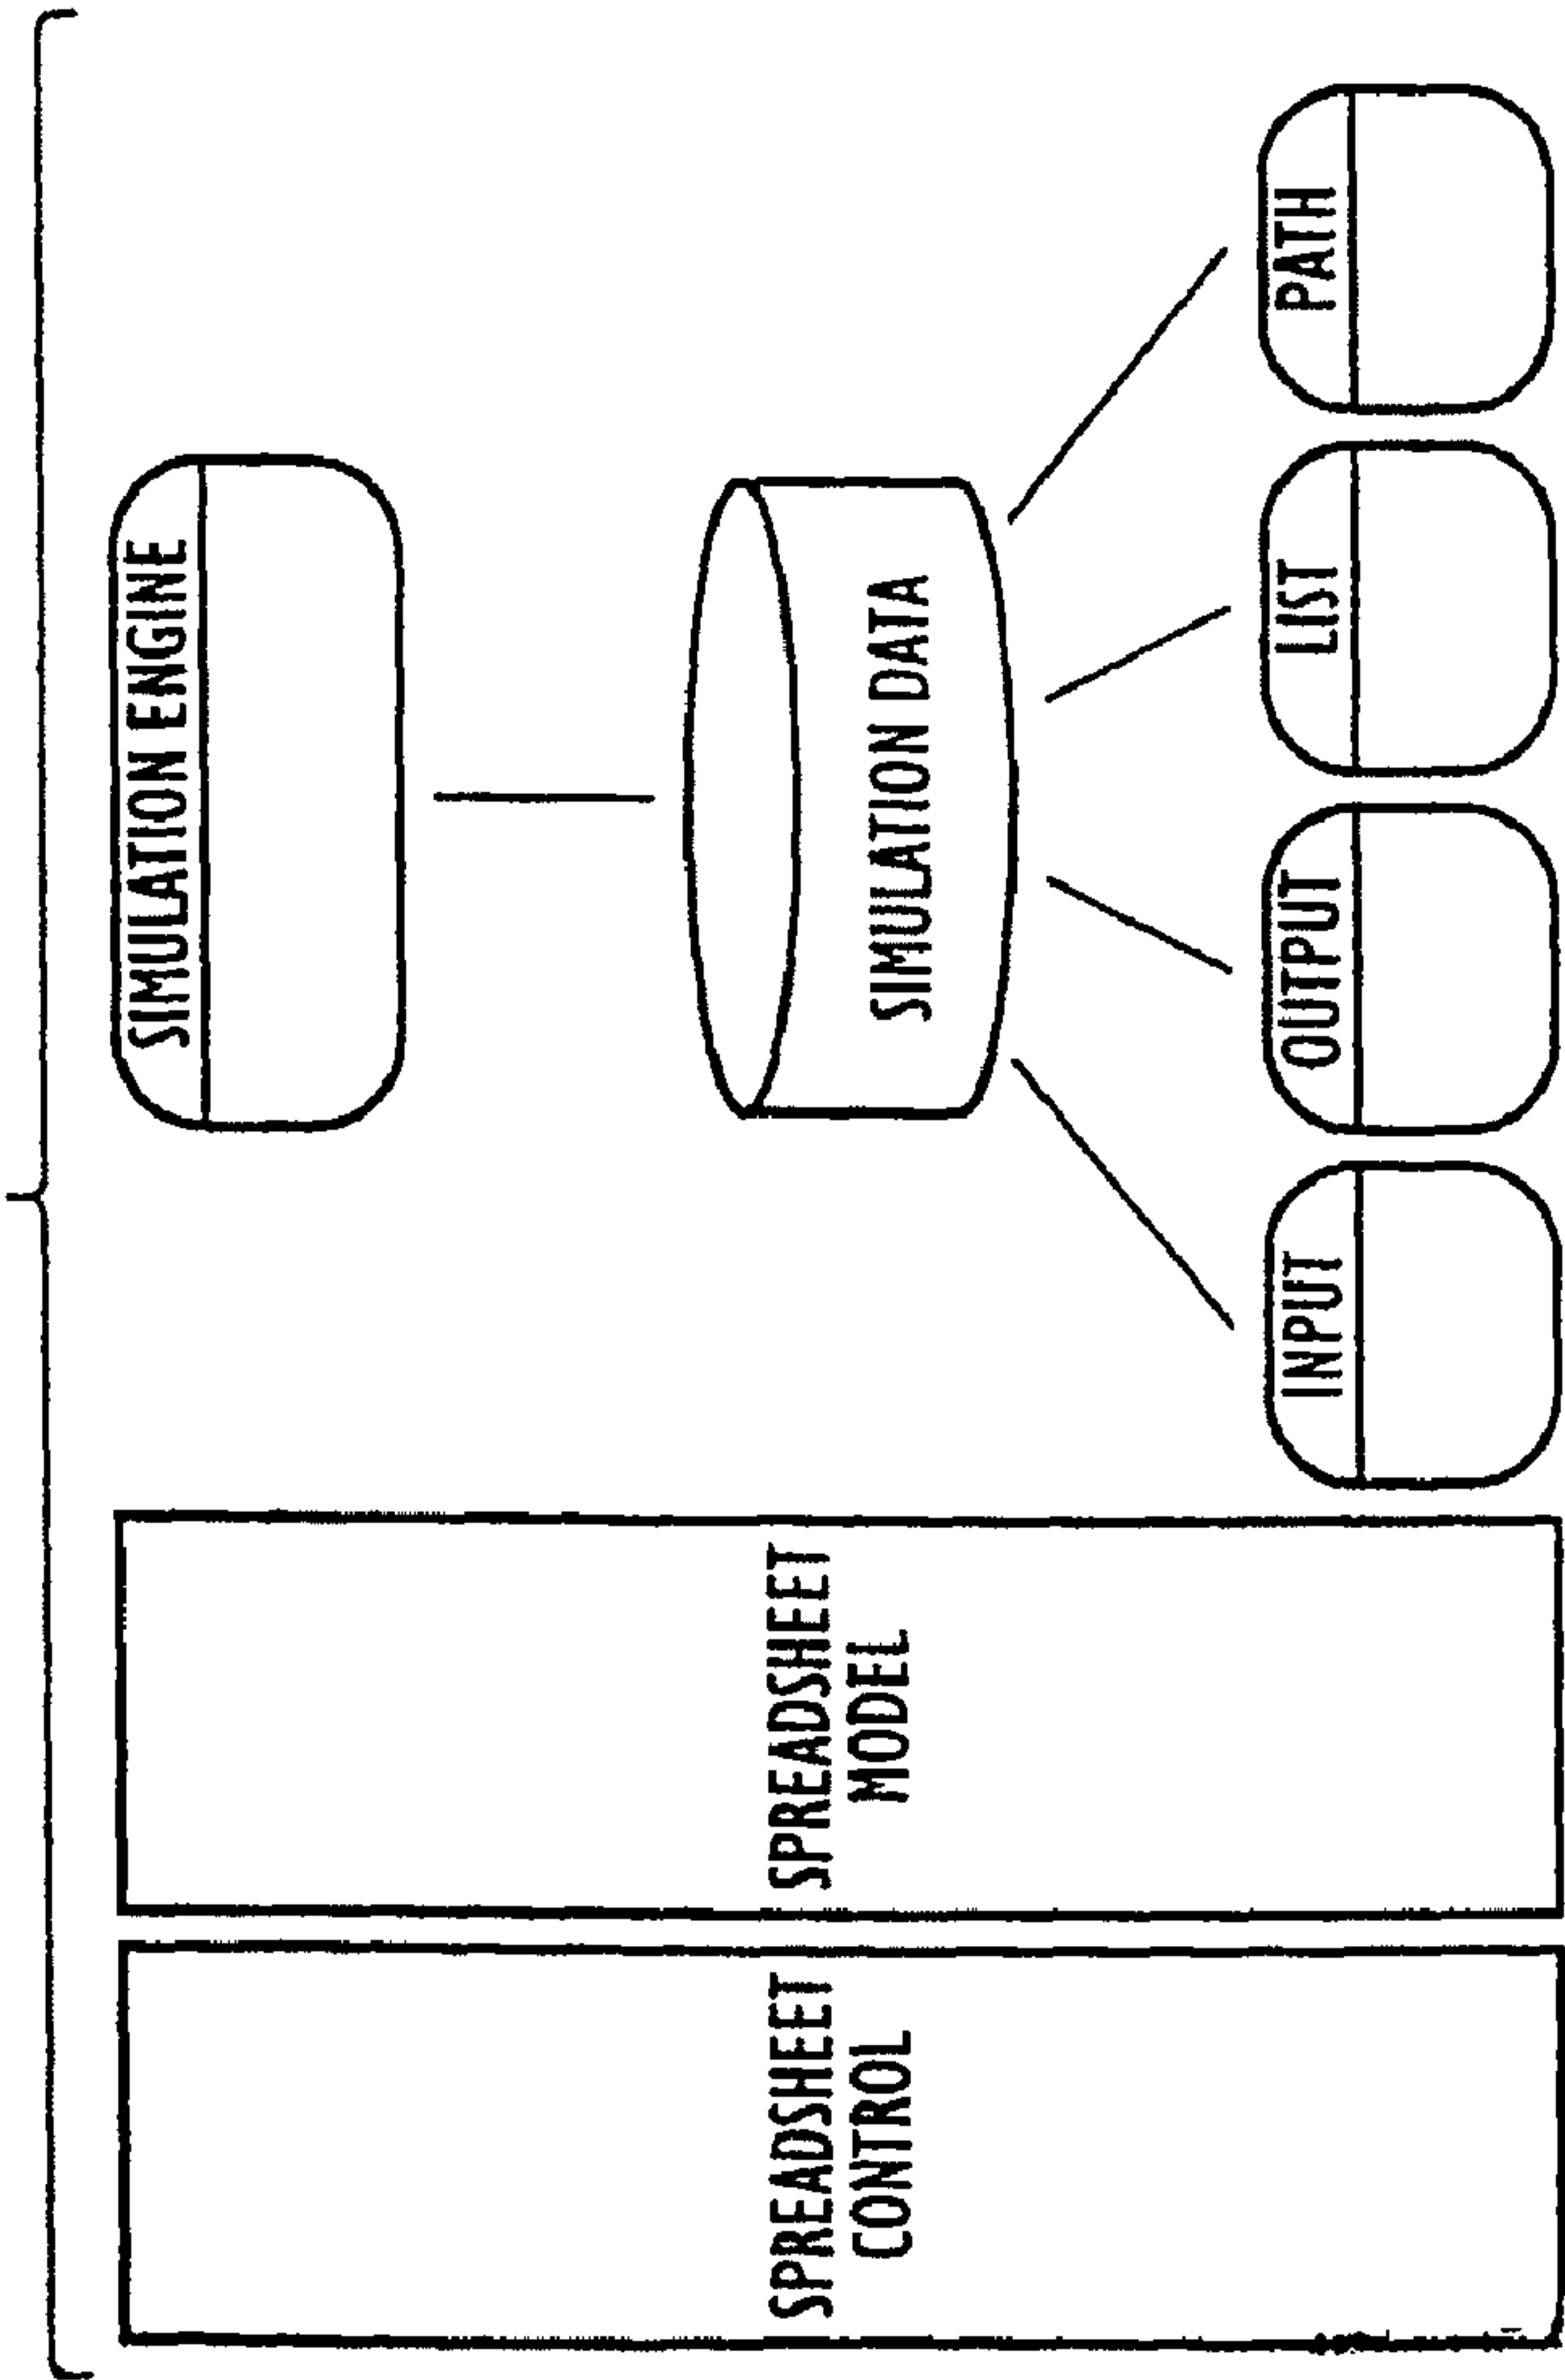 SPREADSHEET
CONTROL
SPREADSHEET
MODEL
SIMULATION ENGINE
SIMULATION DATA
INPUT
OUTPUT
LIST
PATH